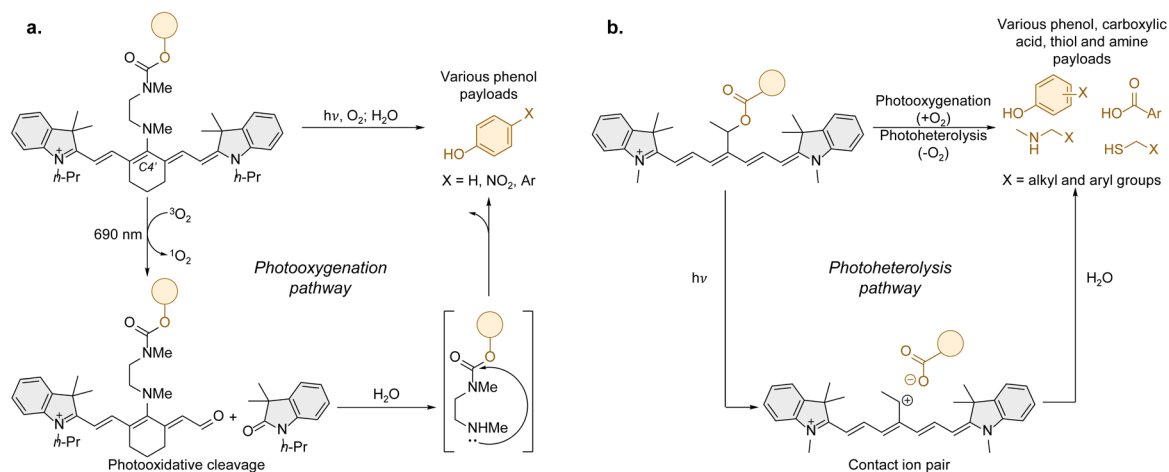 a.
O
O
NMe
NMe
C4'
N
+
n-Pr
N
n-Pr
hν, O₂; H₂O
Various phenol
payloads
X
HO
X = H, NO₂, Ar
690 nm
³O₂
¹O₂
Photooxygenation
pathway
O
O
NMe
NMe
N
+
n-Pr
O
+
O
N
n-Pr
Photooxidative cleavage
H₂O
O
O
NMe
NHMe
b.
O
O
N
+
N
Photooxygenation
(+O₂)
Photoheterolysis
(-O₂)
Various phenol, carboxylic
acid, thiol and amine
payloads
X
HO
O
HO
Ar
N
H
X
HS
X
X = alkyl and aryl groups
hν
Photoheterolysis
pathway
H₂O
O
O
⊖
⊕
N
+
N
Contact ion pair